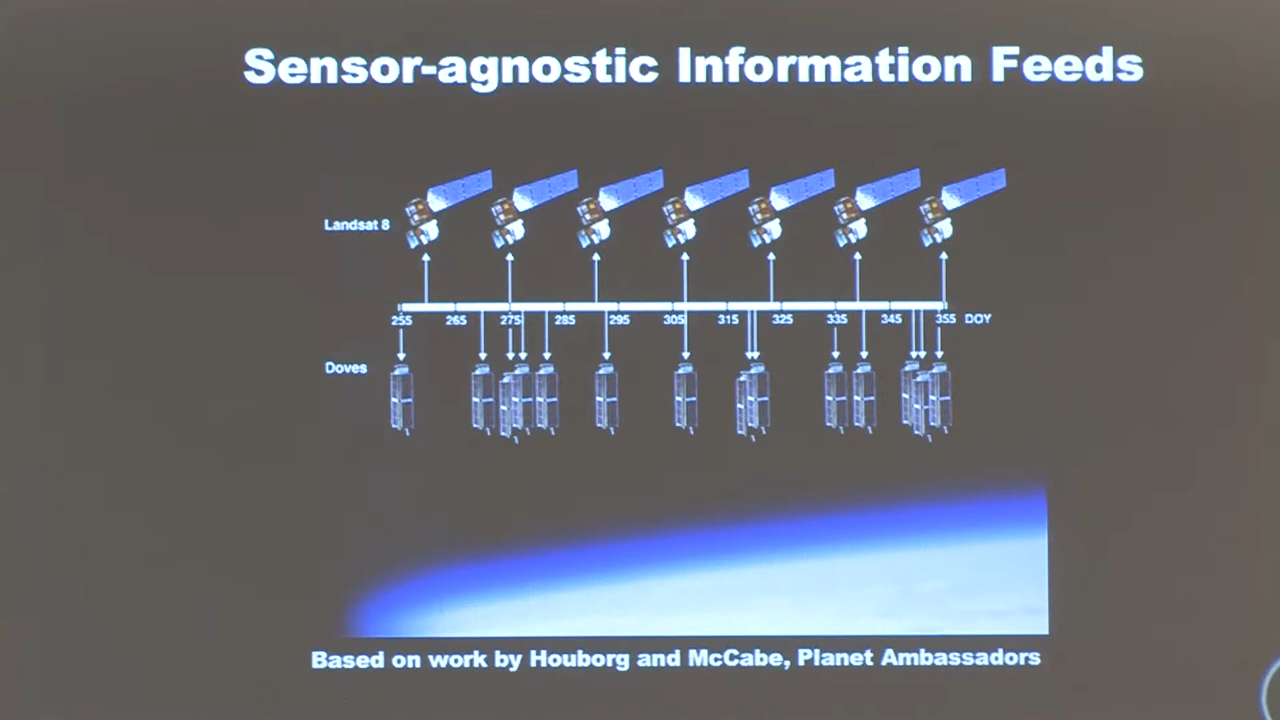 Sensor-agnostic Information Feeds
Landsat 8
255 265 275 285 295 305 315 325 335 345 355 DOY
Doves
Based on work by Houborg and McCabe, Planet Ambassadors